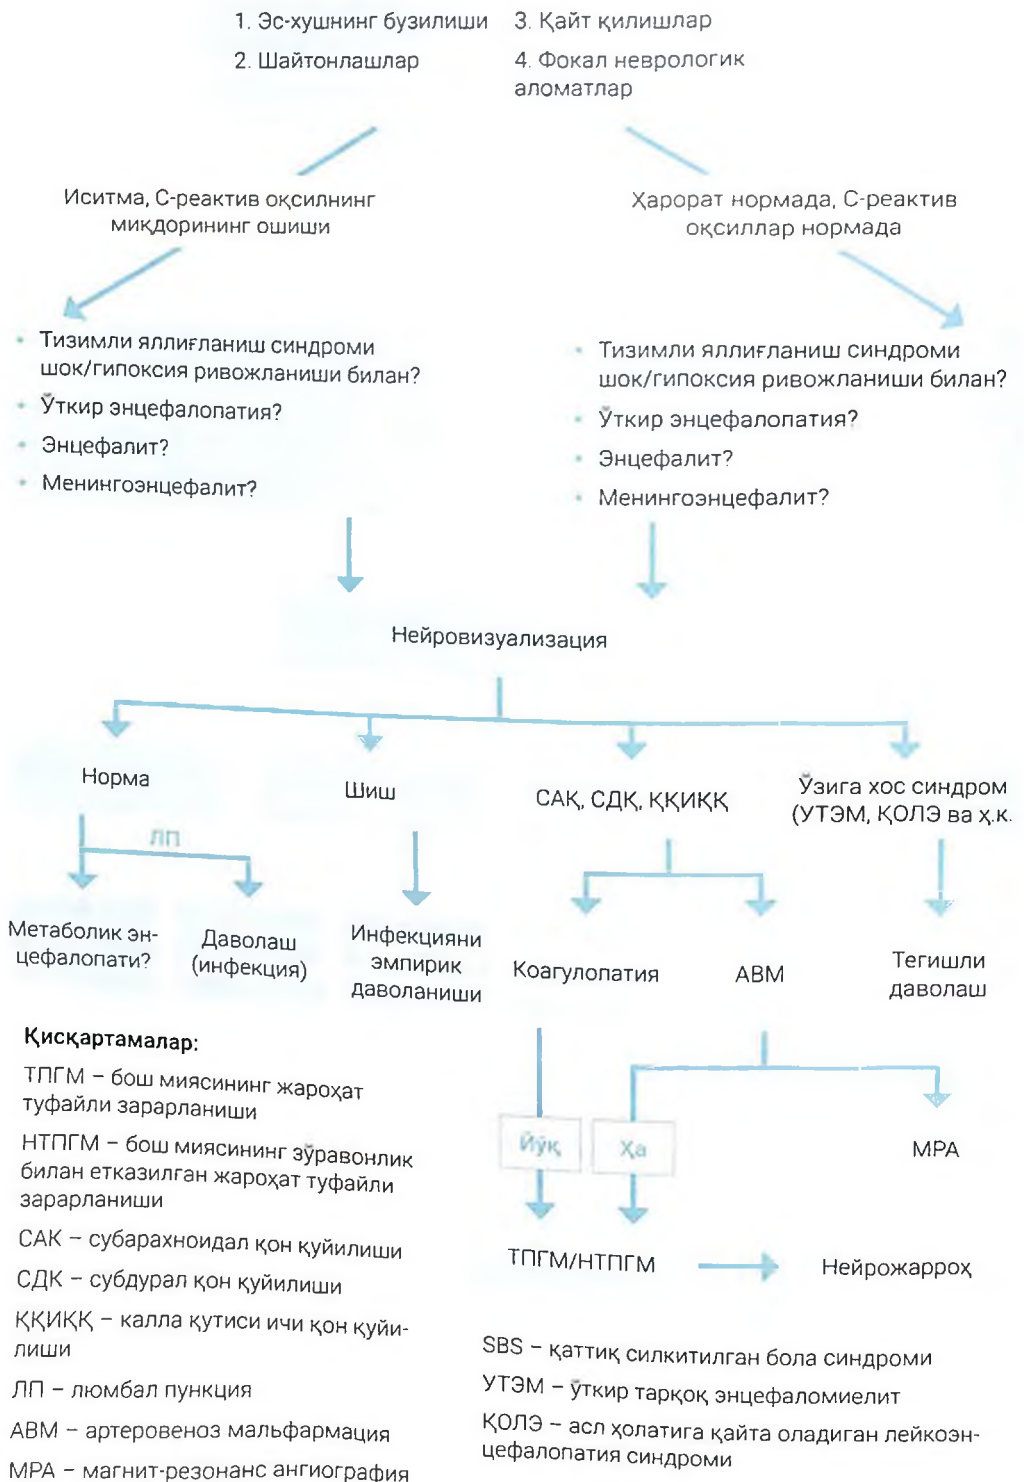 1. Эс-хушнинг бузилиши
2. Шайтонлашлар
3. Қайт қилишлар
4. Фокал неврологик
аломатлар
Иситма, С-реактив оқсилнинг
миқдорининг ошиши
Ҳарорат нормада, С-реактив
оқсиллар нормада
• Тизимли яллиғланиш синдроми
шок/гипоксия ривожланиши билан?
• Ўткир энцефалопатия?
• Энцефалит?
• Менингоэнцефалит?
• Тизимли яллиғланиш синдроми
шок/гипоксия ривожланиши билан?
• Ўткир энцефалопатия?
• Энцефалит?
• Менингоэнцефалит?
Нейровизуализация
Норма
Шиш
САҚ, СДҚ, ҚҚИҚҚ
Ўзига хос синдром
(УТЭМ, ҚОЛЭ ва ҳ.к.
ЛП
Метаболик эн-
цефалопати?
Даволаш
(инфекция)
Инфекцияни
эмпирик
даволаниши
Коагулопатия
АВМ
Тегишли
даволаш
Йўқ
Ҳа
МРА
ТПГМ/НТПГМ
Нейрожарроҳ
Қисқартамалар:
ТПГМ – бош миясининг жароҳат
туфайли зарарланиши
НТПГМ – бош миясининг зўравонлик
билан етказилган жароҳат туфайли
зарарланиши
САК – субарахноидал қон қуйилиши
СДК – субдурал қон қуйилиши
ҚҚИҚҚ – калла қутиси ичи қон қуйи-
лиши
ЛП – люмбал пункция
АВМ – артеровеноз мальфармация
МРА – магнит-резонанс ангиография
SBS – қаттиқ силкитилган бола синдроми
УТЭМ – ўткир тарқоқ энцефаломиелит
ҚОЛЭ – асл ҳолатига қайта оладиган лейкоэн-
цефалопатия синдроми